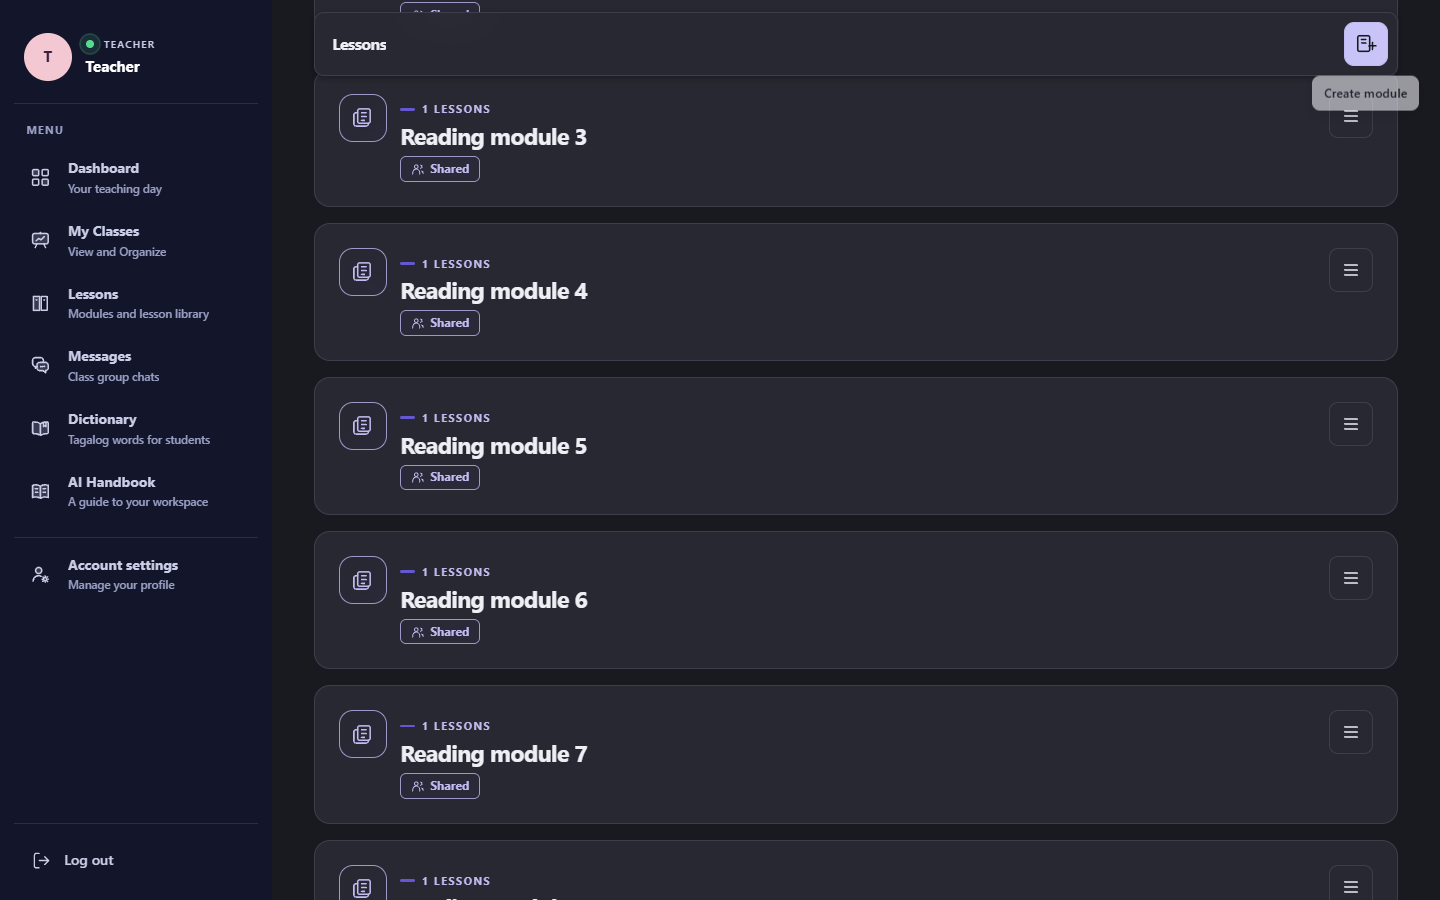 T
TEACHER
Teacher
MENU
Dashboard
Your teaching day
My Classes
View and Organize
Lessons
Modules and lesson library
Messages
Class group chats
Dictionary
Tagalog words for students
AI Handbook
A guide to your workspace
Account settings
Manage your profile
Log out
Lessons
Create module
1 LESSONS
Reading module 3
Shared
1 LESSONS
Reading module 4
Shared
1 LESSONS
Reading module 5
Shared
1 LESSONS
Reading module 6
Shared
1 LESSONS
Reading module 7
Shared
1 LESSONS